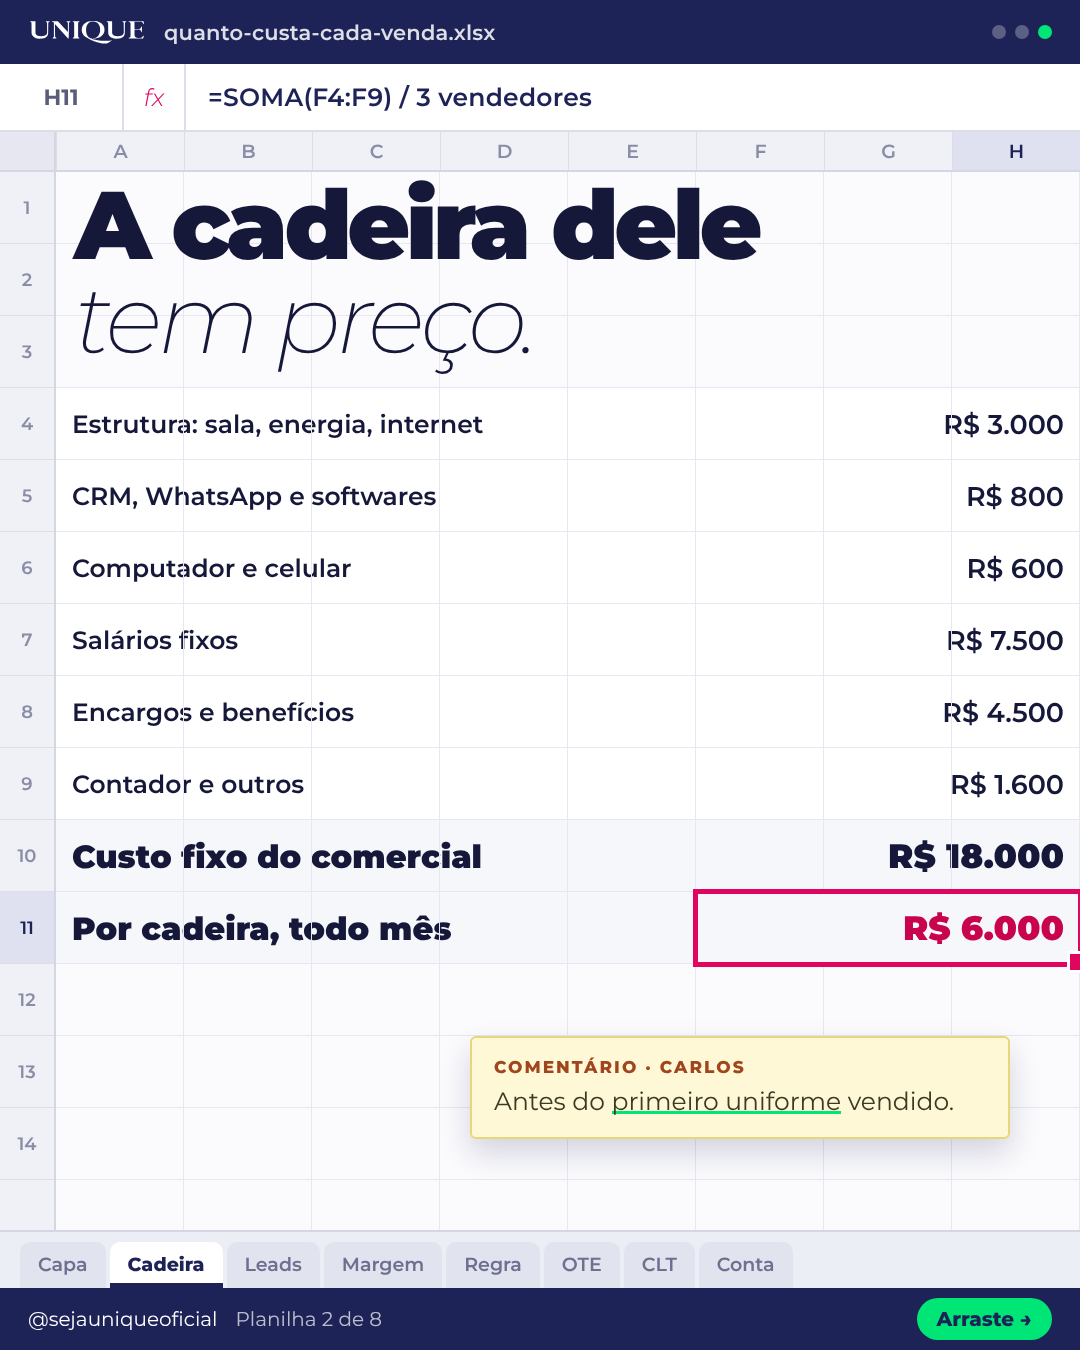 UNIQUE quanto-custa-cada-venda.xlsx
H11 fx =SOMA(F4:F9) / 3 vendedores
A B C D E F G H
1 A cadeira dele
2 tem preço.
3
4 Estrutura: sala, energia, internet R$ 3.000
5 CRM, WhatsApp e softwares R$ 800
6 Computador e celular R$ 600
7 Salários fixos R$ 7.500
8 Encargos e benefícios R$ 4.500
9 Contador e outros R$ 1.600
10 Custo fixo do comercial R$ 18.000
11 Por cadeira, todo mês R$ 6.000
12
13 COMENTÁRIO · CARLOS
Antes do primeiro uniforme vendido.
14
Capa Cadeira Leads Margem Regra OTE CLT Conta
@sejauniqueoficial Planilha 2 de 8 Arraste →